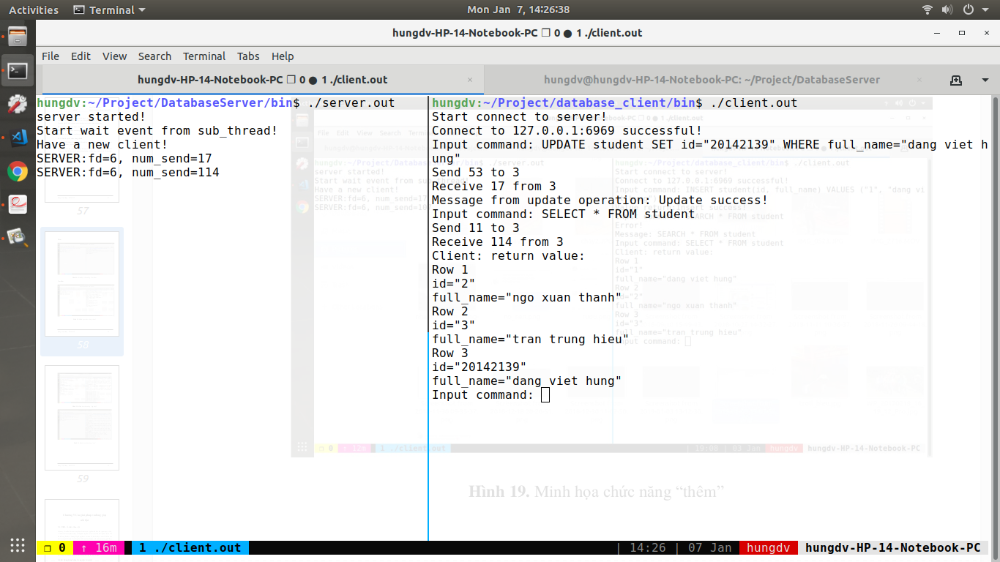 Activities Terminal Mon Jan 7, 14:26:38
hungdv-HP-14-Notebook-PC ❐ 0 ● 1 ./client.out
File Edit View Search Terminal Tabs Help
hungdv-HP-14-Notebook-PC ❐ 0 ● 1 ./client.out × hungdv@hungdv-HP-14-Notebook-PC: ~/Project/DatabaseServer ×
hungdv:~/Project/DatabaseServer/bin$ ./server.out
server started!
Start wait event from sub_thread!
Have a new client!
SERVER:fd=6, num_send=17
SERVER:fd=6, num_send=114
hungdv:~/Project/database_client/bin$ ./client.out
Start connect to server!
Connect to 127.0.0.1:6969 successful!
Input command: UPDATE student SET id="20142139" WHERE full_name="dang viet h
ung"
Send 53 to 3
Receive 17 from 3
Message from update operation: Update success!
Input command: SELECT * FROM student
Send 11 to 3
Receive 114 from 3
Client: return value:
Row 1
id="2"
full_name="ngo xuan thanh"
Row 2
id="3"
full_name="tran trung hieu"
Row 3
id="20142139"
full_name="dang viet hung"
Input command:
57
58
59
Hình 19. Minh họa chức năng “thêm”
❐ 0 ↑ 16m 1 ./client.out | 14:26 | 07 Jan hungdv hungdv-HP-14-Notebook-PC